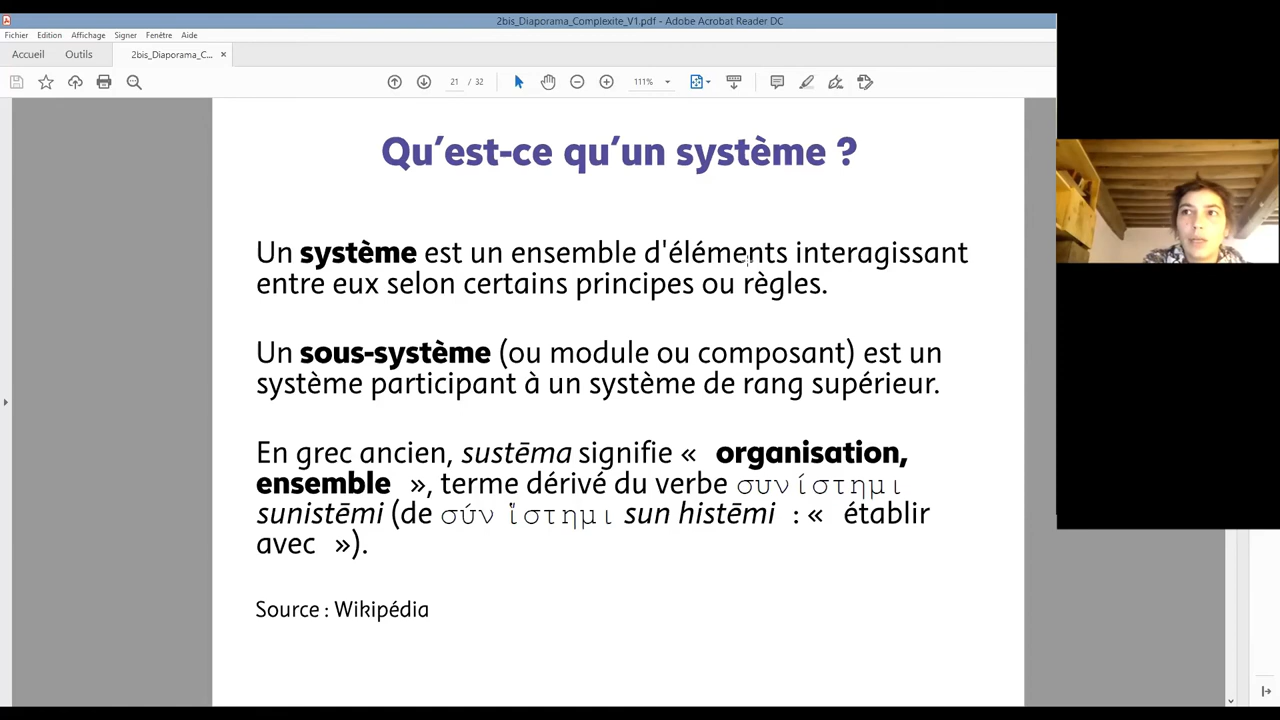 2bis_Diaporama_Complexite_V1.pdf - Adobe Acrobat Reader DC
Fichier Edition Affichage Signer Fenêtre Aide
Accueil Outils 2bis_Diaporama_C... ×
21 / 32 111%
Qu’est-ce qu’un système ?
Un système est un ensemble d'éléments interagissant
entre eux selon certains principes ou règles.
Un sous-système (ou module ou composant) est un
système participant à un système de rang supérieur.
En grec ancien, sustēma signifie « organisation,
ensemble », terme dérivé du verbe συνίστημι
sunistēmi (de σύν ἵστημι sun histēmi : « établir
avec »).
Source : Wikipédia